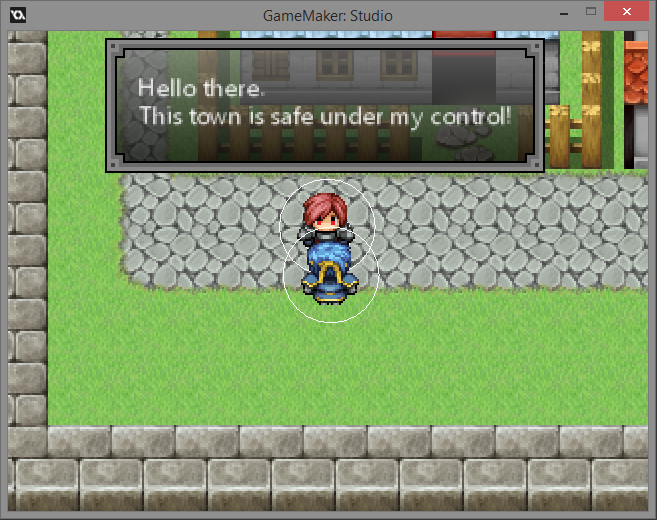 GameMaker: Studio
Hello there.
This town is safe under my control!